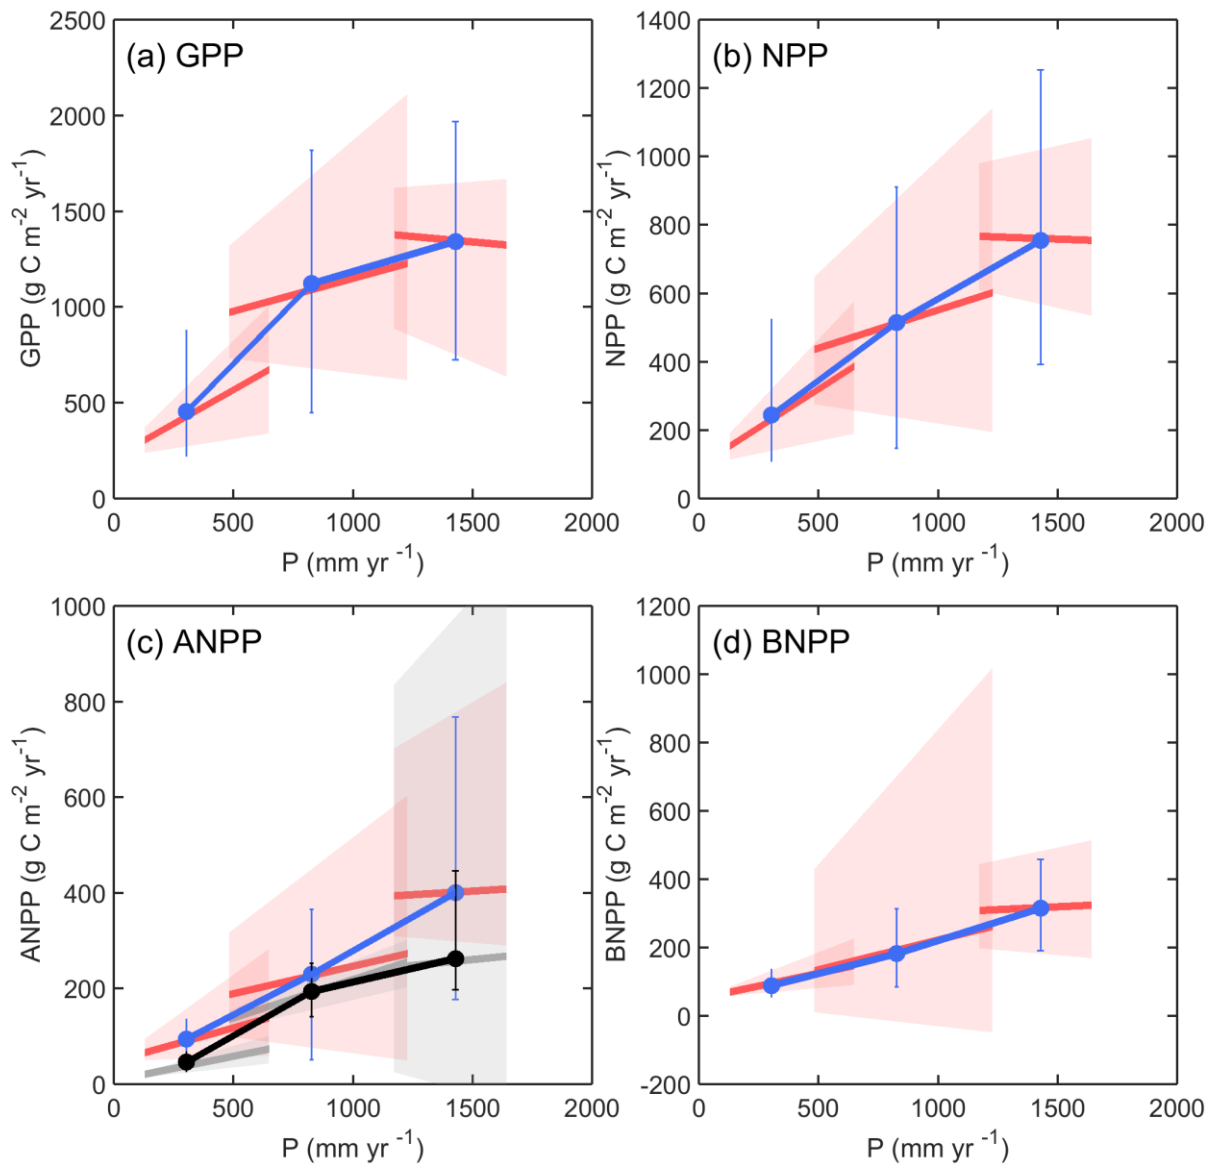 (a) GPP
GPP (g C m⁻² yr⁻¹)
2500
2000
1500
1000
500
0
0 500 1000 1500 2000
P (mm yr ⁻¹)
(b) NPP
NPP (g C m⁻² yr⁻¹)
1400
1200
1000
800
600
400
200
0
0 500 1000 1500 2000
P (mm yr ⁻¹)
(c) ANPP
ANPP (g C m⁻² yr⁻¹)
1000
800
600
400
200
0
0 500 1000 1500 2000
P (mm yr ⁻¹)
(d) BNPP
BNPP (g C m⁻² yr⁻¹)
1200
1000
800
600
400
200
0
-200
0 500 1000 1500 2000
P (mm yr ⁻¹)